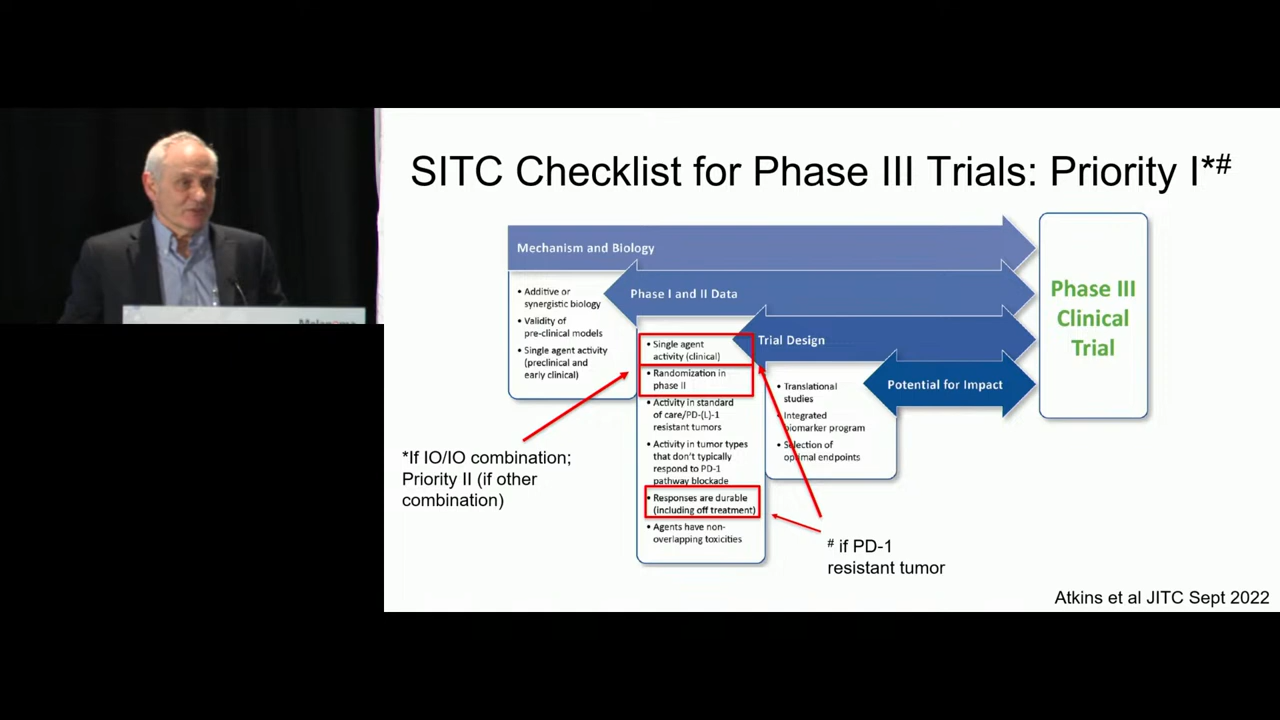 SITC Checklist for Phase III Trials: Priority I*#
Mechanism and Biology
• Additive or
synergistic biology
• Validity of
pre-clinical models
• Single agent activity
(preclinical and
early clinical)
Phase I and II Data
• Single agent
activity (clinical)
• Randomization in
phase II
• Activity in standard
of care/PD-(L)-1
resistant tumors
• Activity in tumor types
that don't typically
respond to PD-1
pathway blockade
• Responses are durable
(including off treatment)
• Agents have non-
overlapping toxicities
Trial Design
• Translational
studies
• Integrated
biomarker program
• Selection of
optimal endpoints
Potential for Impact
Phase III
Clinical
Trial
*If IO/IO combination;
Priority II (if other
combination)
# if PD-1
resistant tumor
Atkins et al JITC Sept 2022